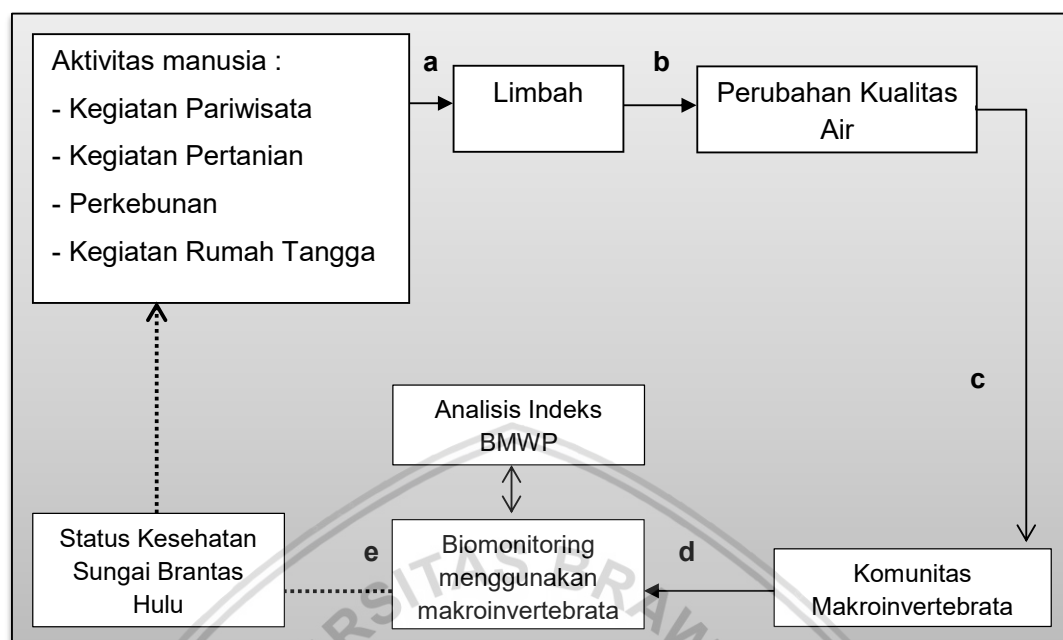 Aktivitas manusia :
- Kegiatan Pariwisata
- Kegiatan Pertanian
- Perkebunan
- Kegiatan Rumah Tangga
a
Limbah
b
Perubahan Kualitas
Air
c
Analisis Indeks
BMWP
Status Kesehatan
Sungai Brantas
Hulu
e
Biomonitoring
menggunakan
makroinvertebrata
d
Komunitas
Makroinvertebrata